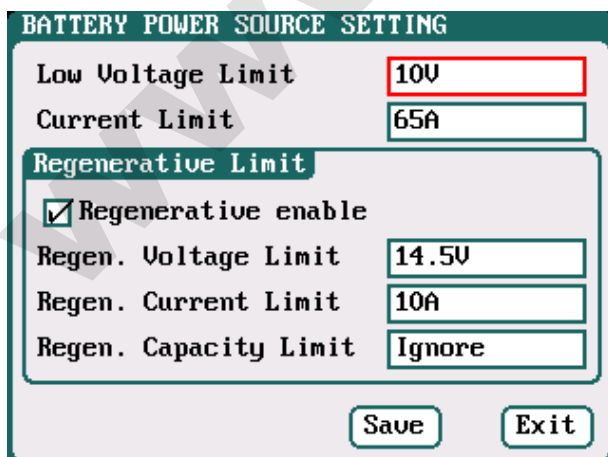 BATTERY POWER SOURCE SETTING
Low Voltage Limit 10V
Current Limit 65A
Regenerative Limit
Regenerative enable
Regen. Voltage Limit 14.5V
Regen. Current Limit 10A
Regen. Capacity Limit Ignore
Save Exit